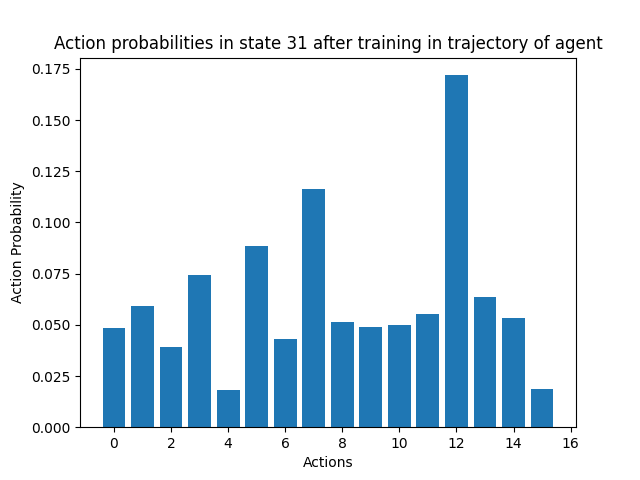 Action probabilities in state 31 after training in trajectory of agent
0.175
0.150
0.125
0.100
0.075
0.050
0.025
0.000
Action Probability
0 2 4 6 8 10 12 14 16
Actions